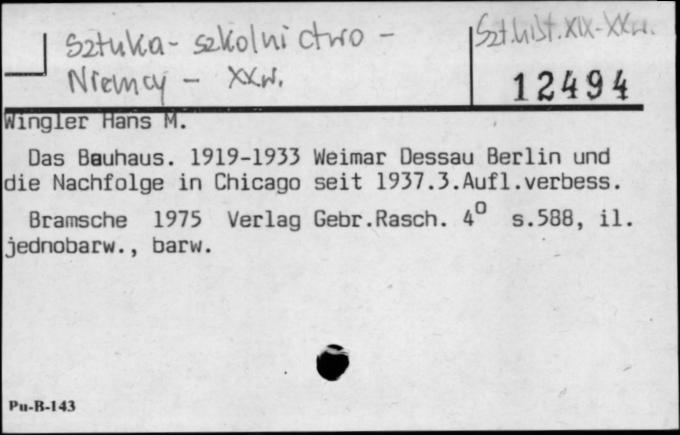 Sztuka - szkolnictwo -
Niemcy - XXw.
Szt.hist.XIX-XXw.
12494
Wingler Hans M.
Das Bauhaus. 1919-1933 Weimar Dessau Berlin und
die Nachfolge in Chicago seit 1937.3.Aufl.verbess.
Bramsche 1975 Verlag Gebr.Rasch. 4º s.588, il.
jednobarw., barw.
Pu-B-143